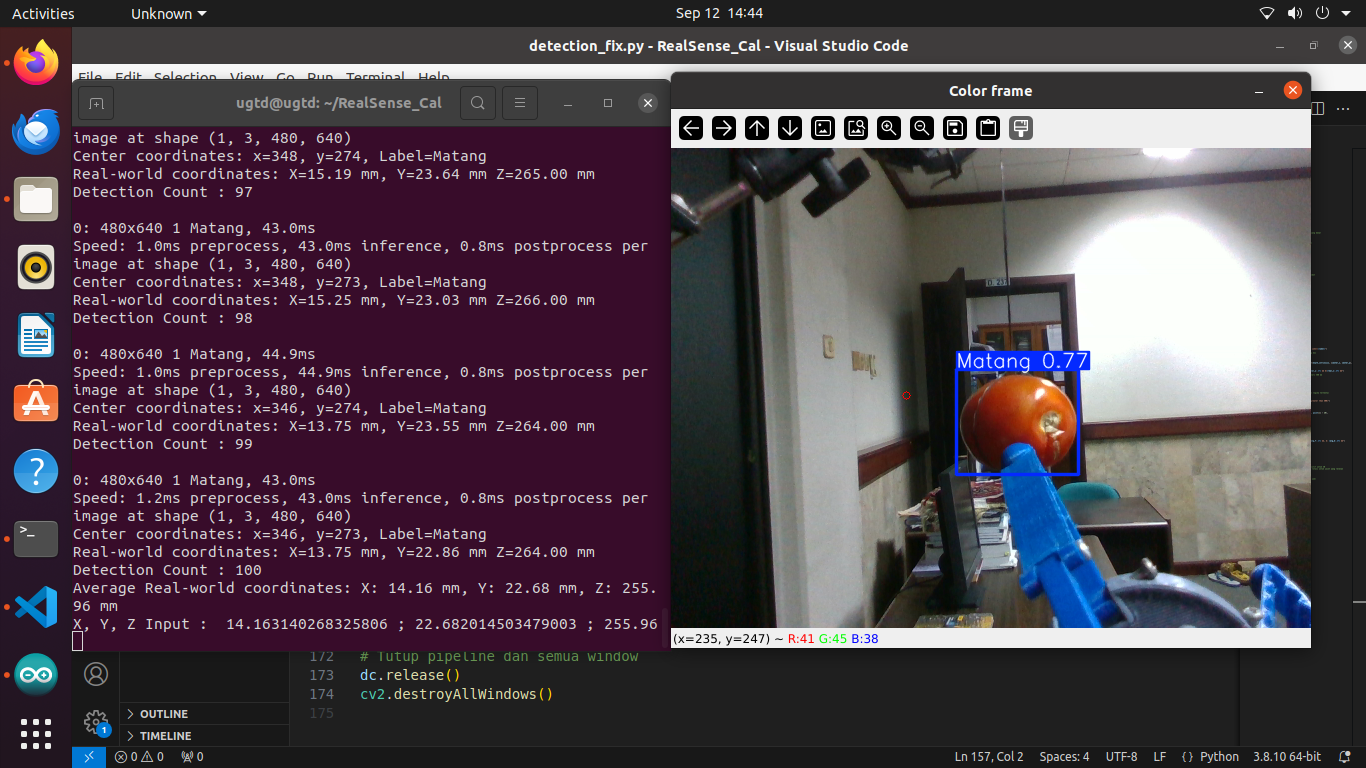 Activities
Unknown
Sep 12 14:44
detection_fix.py - RealSense_Cal - Visual Studio Code
File Edit Selection View Go Run Terminal Help
ugtd@ugtd: ~/RealSense_Cal
image at shape (1, 3, 480, 640)
Center coordinates: x=348, y=274, Label=Matang
Real-world coordinates: X=15.19 mm, Y=23.64 mm Z=265.00 mm
Detection Count : 97
0: 480x640 1 Matang, 43.0ms
Speed: 1.0ms preprocess, 43.0ms inference, 0.8ms postprocess per
image at shape (1, 3, 480, 640)
Center coordinates: x=348, y=273, Label=Matang
Real-world coordinates: X=15.25 mm, Y=23.03 mm Z=266.00 mm
Detection Count : 98
0: 480x640 1 Matang, 44.9ms
Speed: 1.0ms preprocess, 44.9ms inference, 0.8ms postprocess per
image at shape (1, 3, 480, 640)
Center coordinates: x=346, y=274, Label=Matang
Real-world coordinates: X=13.75 mm, Y=23.55 mm Z=264.00 mm
Detection Count : 99
0: 480x640 1 Matang, 43.0ms
Speed: 1.2ms preprocess, 43.0ms inference, 0.8ms postprocess per
image at shape (1, 3, 480, 640)
Center coordinates: x=346, y=273, Label=Matang
Real-world coordinates: X=13.75 mm, Y=22.86 mm Z=264.00 mm
Detection Count : 100
Average Real-world coordinates: X: 14.16 mm, Y: 22.68 mm, Z: 255.
96 mm
X, Y, Z Input :  14.163140268325806 ; 22.682014503479003 ; 255.96
Color frame
Matang 0.77
(x=235, y=247) ~ R:41 G:45 B:38
172 # Tutup pipeline dan semua window
173 dc.release()
174 cv2.destroyAllWindows()
175
1
OUTLINE
TIMELINE
0 0 0
Ln 157, Col 2 Spaces: 4 UTF-8 LF { } Python 3.8.10 64-bit